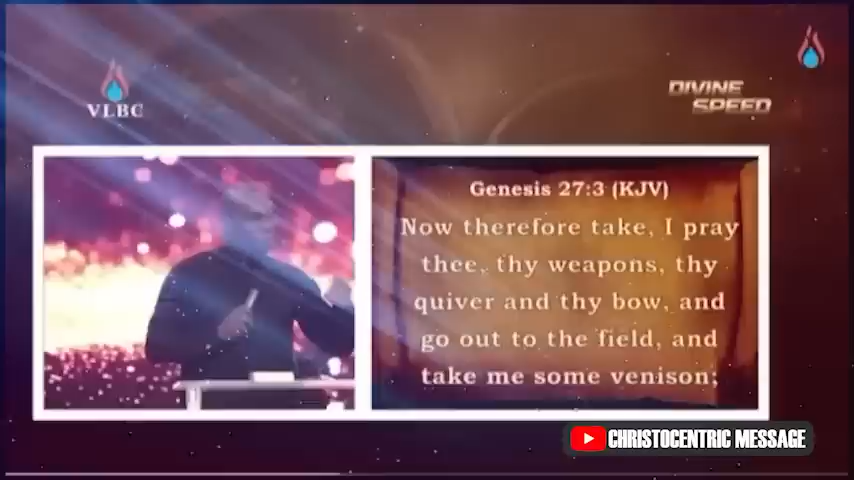 VLBC
DIVINE
SPEED
Genesis 27:3 (KJV)
Now therefore take, I pray
thee, thy weapons, thy
quiver and thy bow, and
go out to the field, and
take me some venison;
CHRISTOCENTRIC MESSAGE